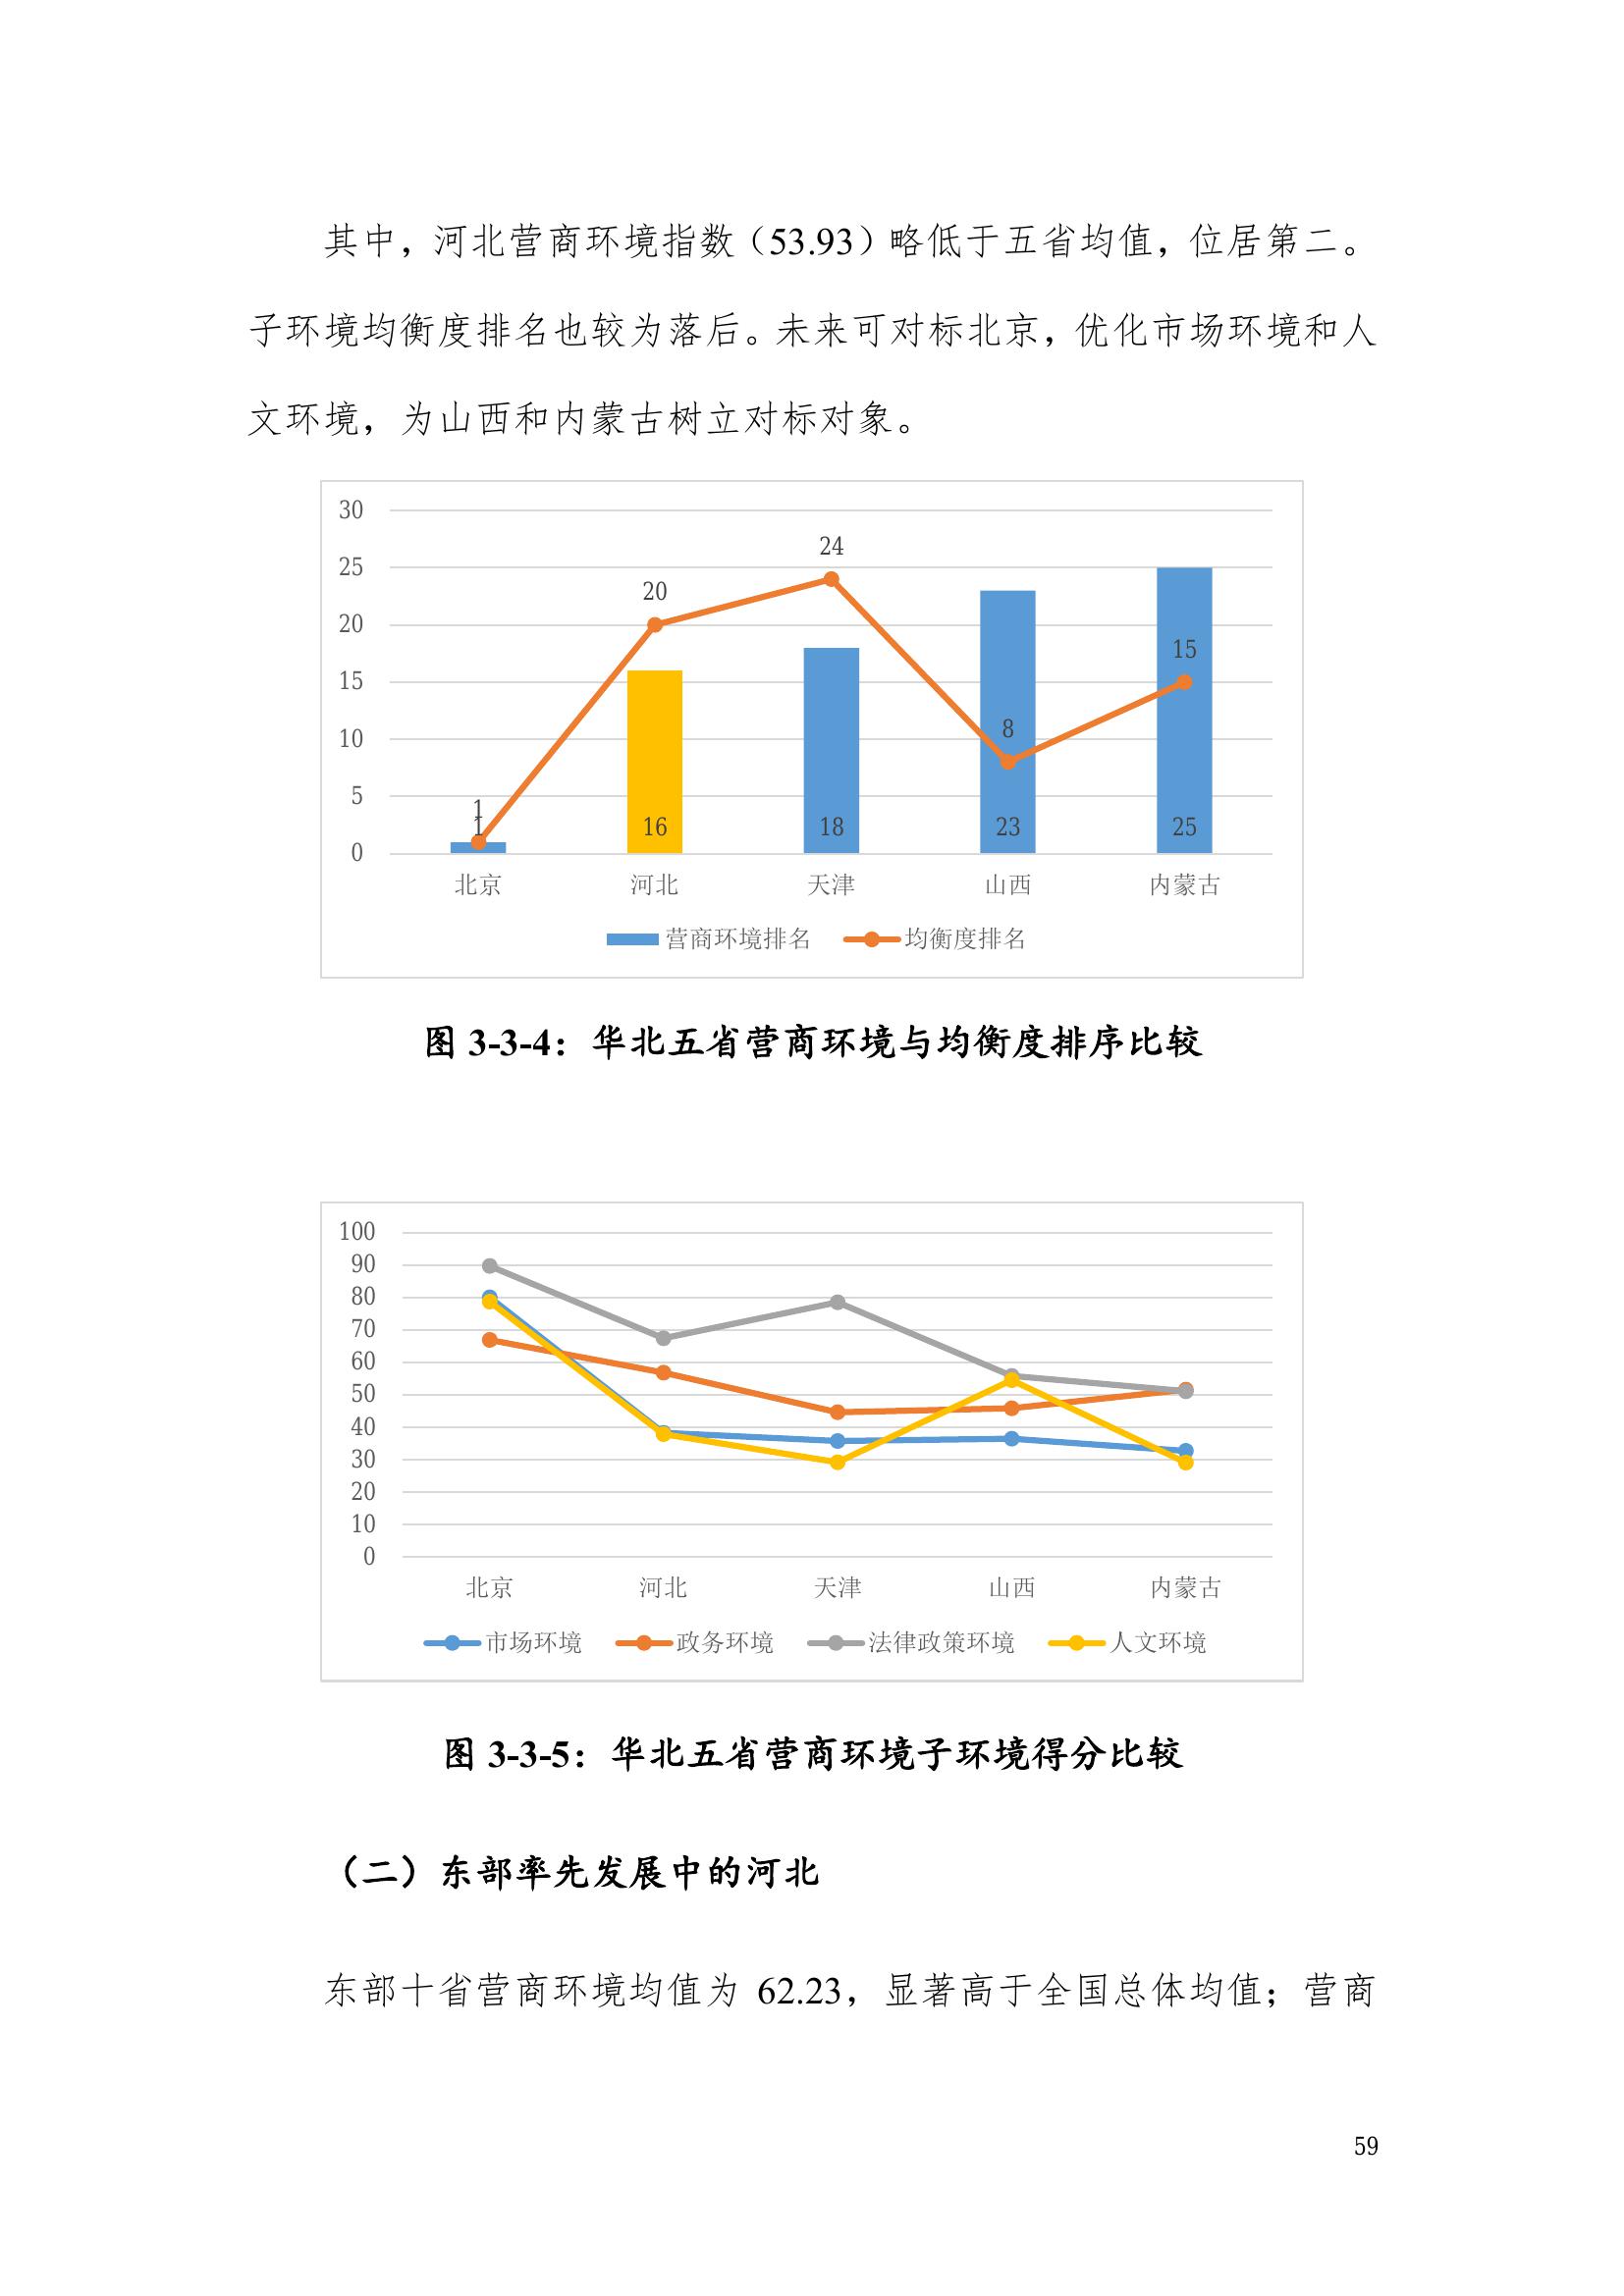 其中，河北营商环境指数（53.93）略低于五省均值，位居第二。
子环境均衡度排名也较为落后。未来可对标北京，优化市场环境和人
文环境，为山西和内蒙古树立对标对象。
30
25
20
15
10
5
0
1
1
20
16
24
18
8
23
15
25
北京 河北 天津 山西 内蒙古
营商环境排名 均衡度排名
图 3-3-4：华北五省营商环境与均衡度排序比较
100
90
80
70
60
50
40
30
20
10
0
北京 河北 天津 山西 内蒙古
市场环境 政务环境 法律政策环境 人文环境
图 3-3-5：华北五省营商环境子环境得分比较
（二）东部率先发展中的河北
东部十省营商环境均值为 62.23，显著高于全国总体均值；营商
59